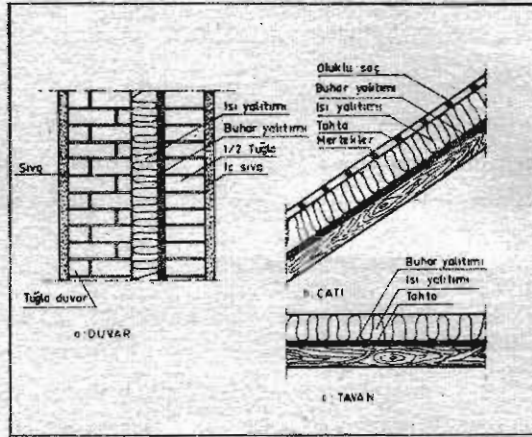 Isı yalıtımı
Buhar yalıtımı
1/2 Tuğla
İç sıva
Sıva
Tuğla duvar
a: DUVAR
Oluklu saç
Buhar yalıtımı
Isı yalıtımı
Tahta
Mertekler
b: ÇATI
Buhar yalıtımı
Isı yalıtımı
Tahta
c: TAVAN